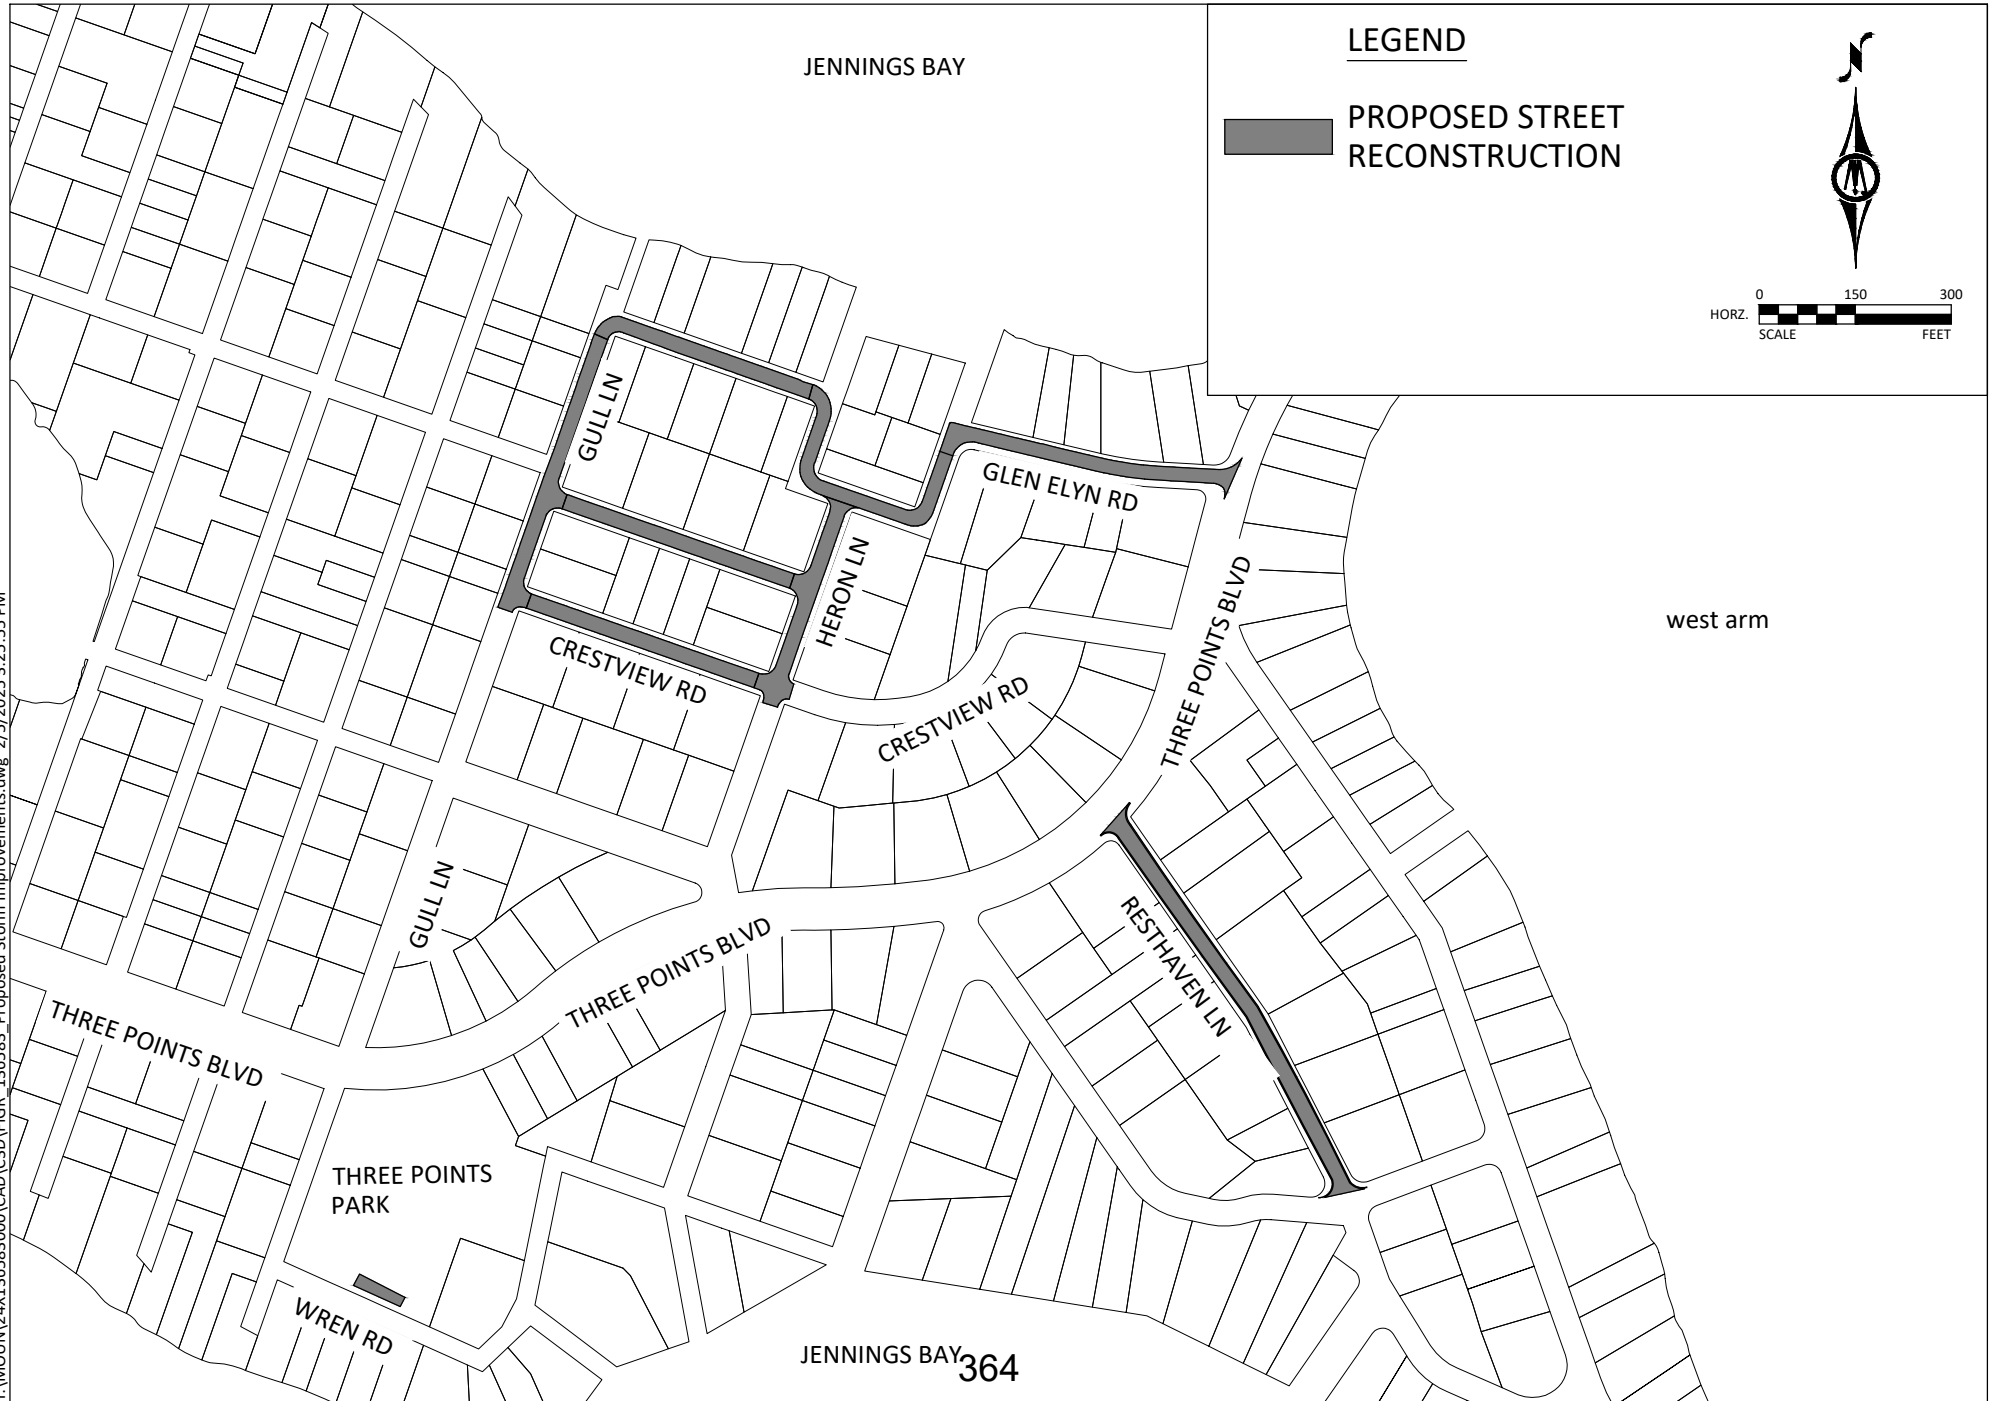 JENNINGS BAY
LEGEND
PROPOSED STREET
RECONSTRUCTION
N
0 150 300
HORZ.
SCALE FEET
GULL LN
GLEN ELYN RD
HERON LN
THREE POINTS BLVD
west arm
CRESTVIEW RD
CRESTVIEW RD
GULL LN
RESTHAVEN LN
THREE POINTS BLVD
THREE POINTS BLVD
THREE POINTS
PARK
WREN RD
JENNINGS BAY
364